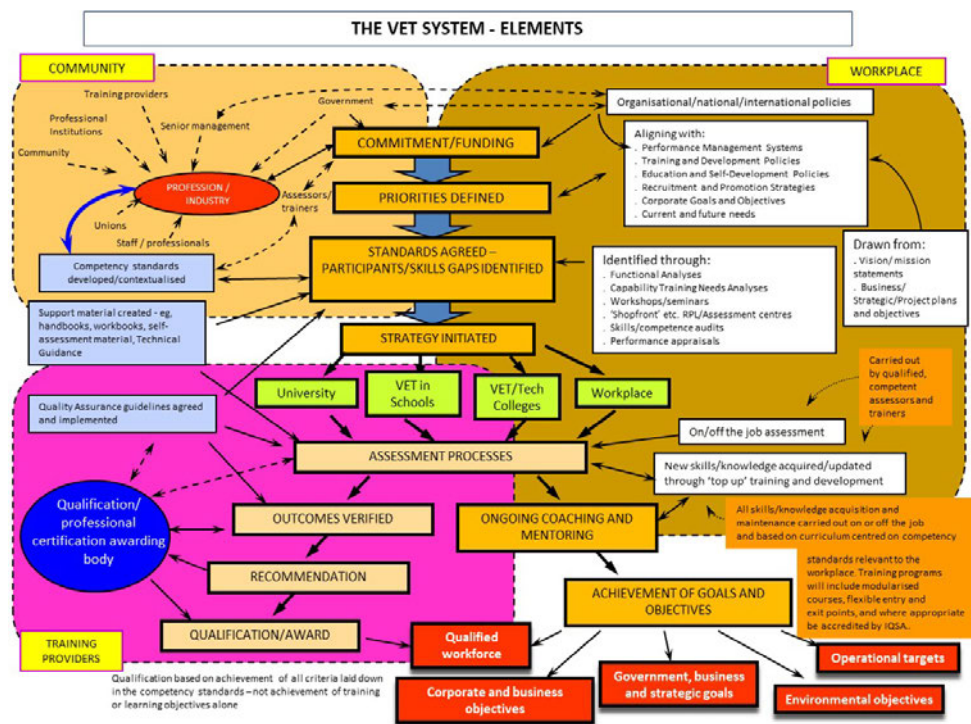 THE VET SYSTEM - ELEMENTS
COMMUNITY
WORKPLACE
Training providers
Government
Professional
Institutions
Senior management
Community
PROFESSION /
INDUSTRY
Assessors/
trainers
Unions
Staff / professionals
Competency standards
developed/contextualised
Support material created - eg,
handbooks, workbooks, self-
assessment material, Technical
Guidance
Quality Assurance guidelines agreed
and implemented
COMMITMENT/FUNDING
PRIORITIES DEFINED
STANDARDS AGREED –
PARTICIPANTS/SKILLS GAPS IDENTIFIED
STRATEGY INITIATED
University
VET in
Schools
VET/Tech
Colleges
Workplace
ASSESSMENT PROCESSES
Organisational/national/international policies
Aligning with:
. Performance Management Systems
. Training and Development Policies
. Education and Self-Development Policies
. Recruitment and Promotion Strategies
. Corporate Goals and Objectives
. Current and future needs
Identified through:
. Functional Analyses
. Capability Training Needs Analyses
. Workshops/seminars
. 'Shopfront' etc. RPL/Assessment centres
. Skills/competence audits
. Performance appraisals
Drawn from:
. Vision/ mission
statements
. Business/
Strategic/Project plans
and objectives
Carried out
by qualified,
competent
assessors and
trainers
On/off the job assessment
New skills/knowledge acquired/updated
through 'top up' training and development
All skills/knowledge acquisition and
maintenance carried out on or off the job
and based on curriculum centred on competency
standards relevant to the
workplace. Training programs
will include modularised
courses, flexible entry and
exit points, and where appropriate
be accredited by IQSA.
Qualification/
professional
certification awarding
body
OUTCOMES VERIFIED
RECOMMENDATION
QUALIFICATION/AWARD
ONGOING COACHING AND
MENTORING
ACHIEVEMENT OF GOALS AND
OBJECTIVES
TRAINING
PROVIDERS
Qualification based on achievement of all criteria laid
down in the competency standards – not achievement of training
or learning objectives alone
Qualified
workforce
Corporate and business
objectives
Government, business
and strategic goals
Operational targets
Environmental objectives